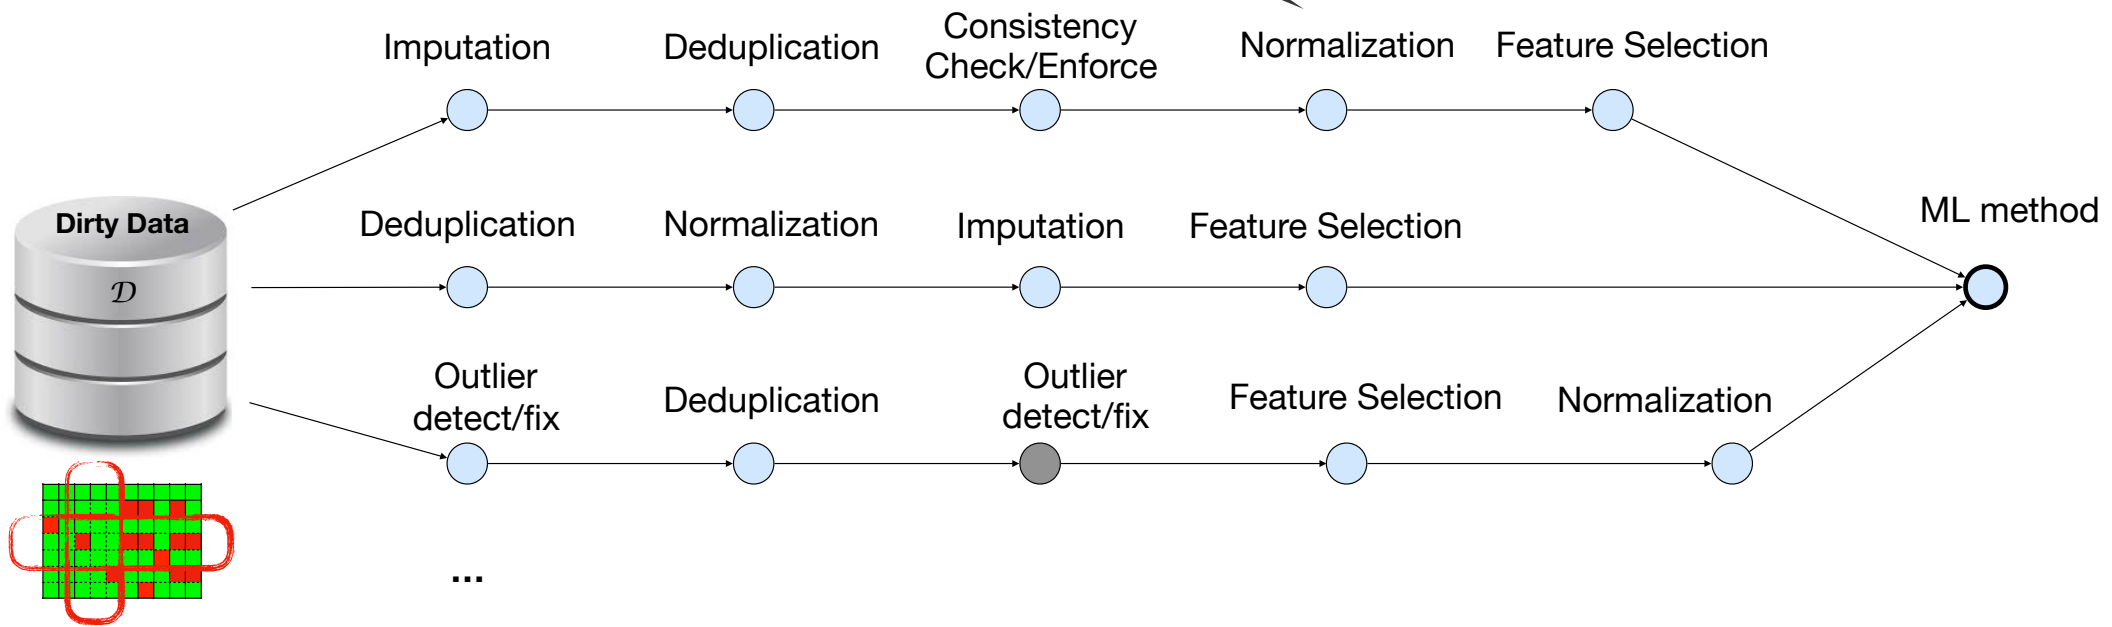 Imputation
Deduplication
Consistency
Check/Enforce
Normalization
Feature Selection
Dirty Data
𝒟
Deduplication
Normalization
Imputation
Feature Selection
ML method
Outlier
detect/fix
Deduplication
Outlier
detect/fix
Feature Selection
Normalization
...